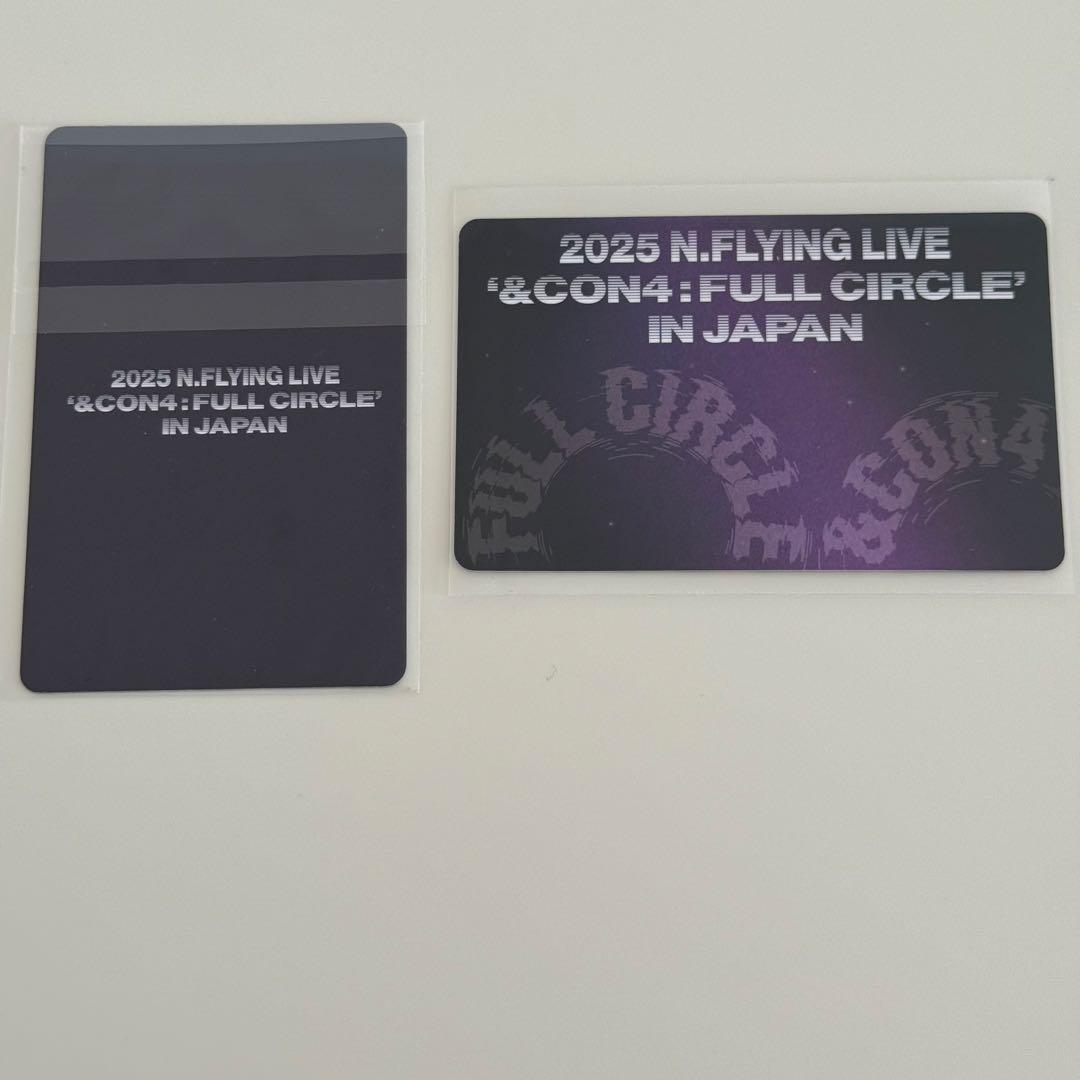 2025 N.FLYING LIVE
‘&CON4 : FULL CIRCLE’
IN JAPAN
2025 N.FLYING LIVE
‘&CON4 : FULL CIRCLE’
IN JAPAN
FULL CIRCLE
&CON4